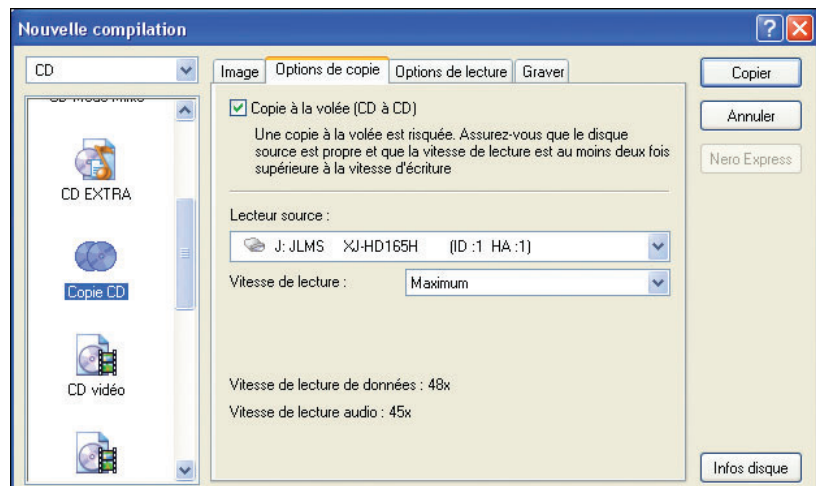 Nouvelle compilation
CD
CD EXTRA
Copie CD
CD vidéo
Image
Options de copie
Options de lecture
Graver
Copie à la volée (CD à CD)
Une copie à la volée est risquée. Assurez-vous que le disque
source est propre et que la vitesse de lecture est au moins deux fois
supérieure à la vitesse d'écriture
Lecteur source :
J: JLMS XJ-HD165H (ID :1 HA :1)
Vitesse de lecture : Maximum
Vitesse de lecture de données : 48x
Vitesse de lecture audio : 45x
Copier
Annuler
Nero Express
Infos disque